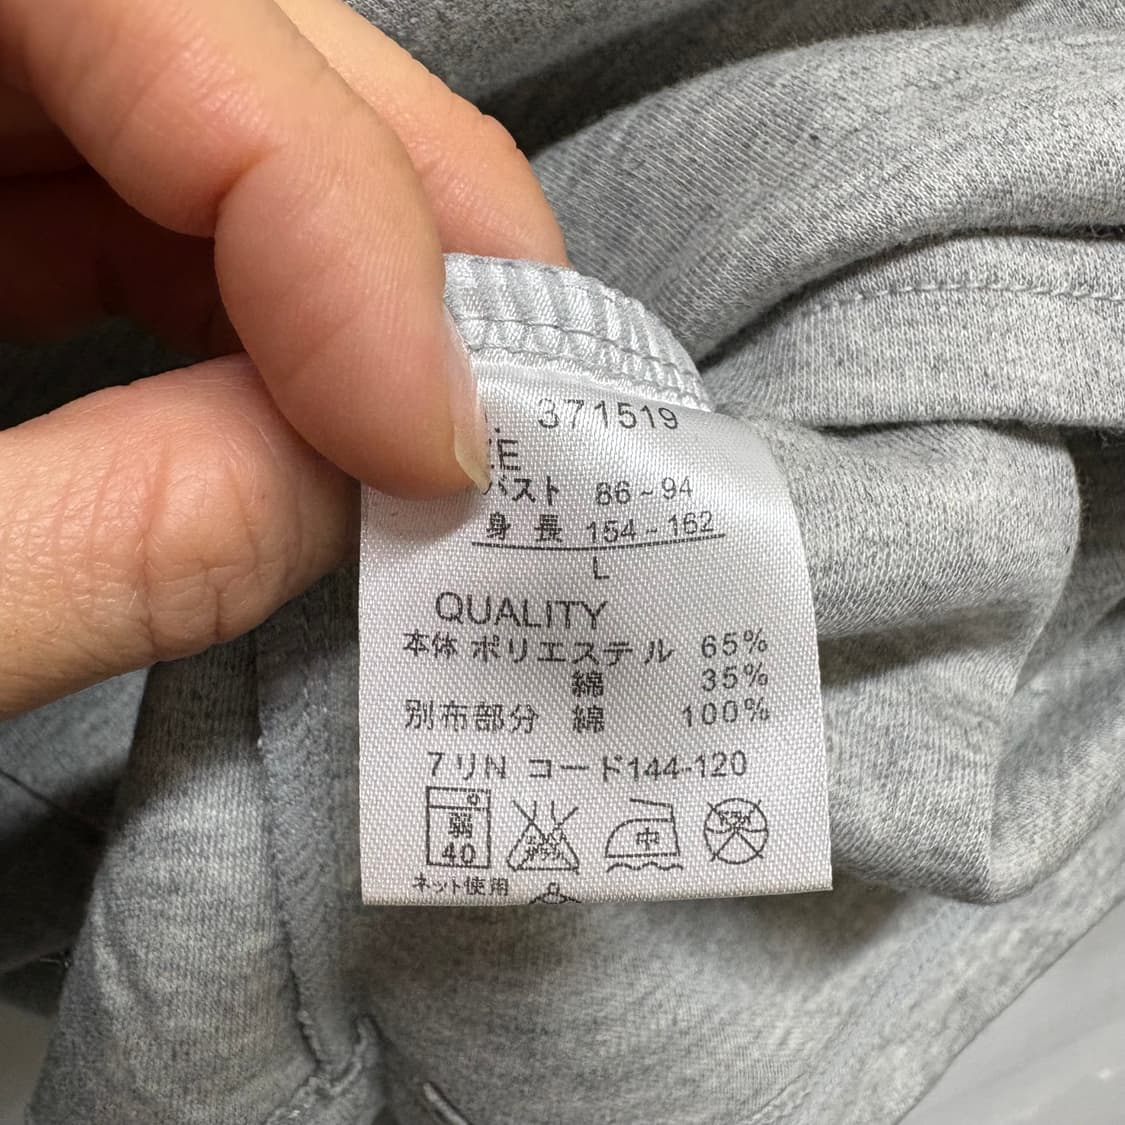 371519
バスト 86~94
身長 154~162
L
QUALITY
本体 ポリエステル 65%
綿 35%
別布部分 綿 100%
7リN コード144-120
弱
40
中
ネット使用